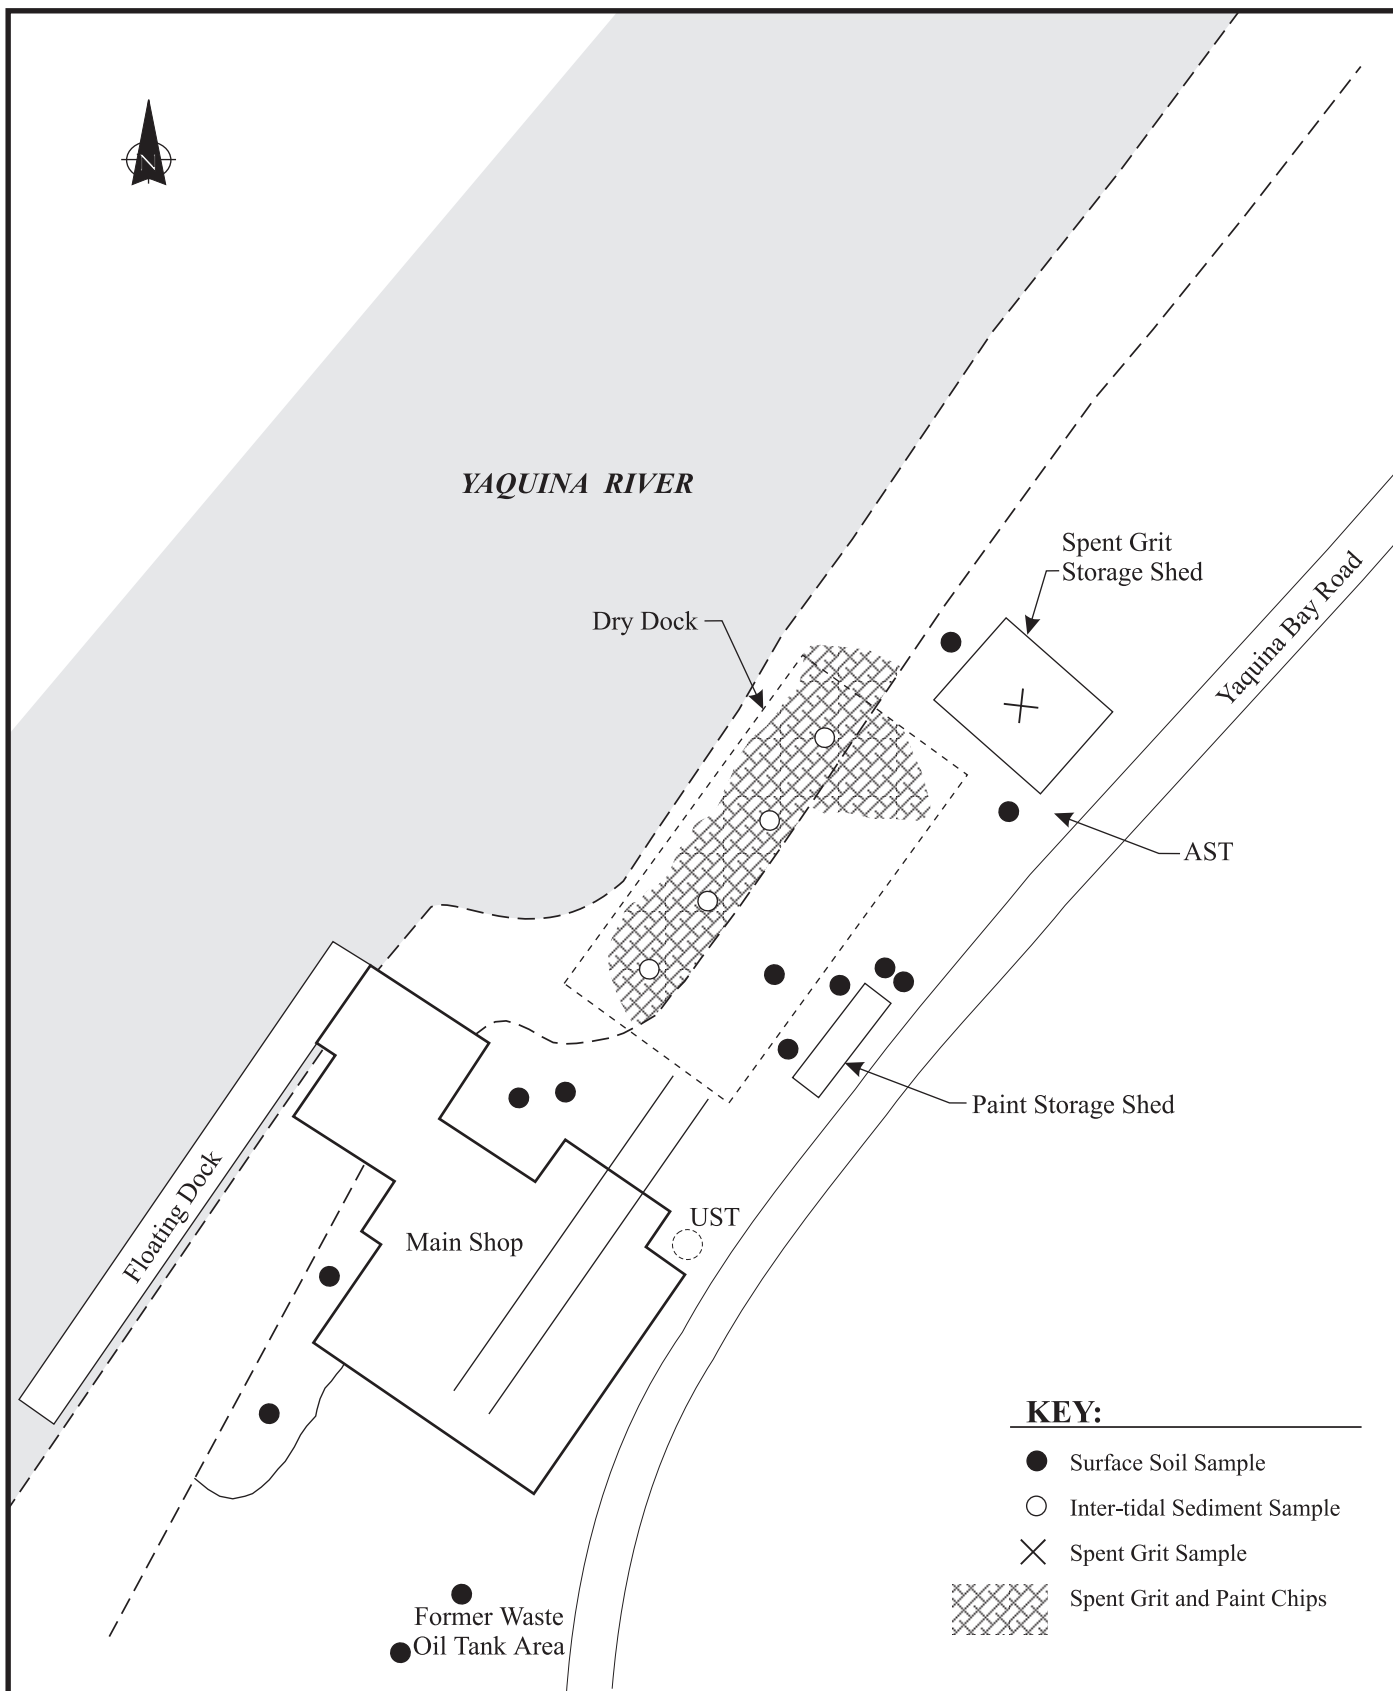 N
YAQUINA RIVER
Spent Grit
Storage Shed
Dry Dock
Yaquina Bay Road
AST
Paint Storage Shed
UST
Floating Dock
Main Shop
Former Waste
Oil Tank Area
KEY:
Surface Soil Sample
Inter-tidal Sediment Sample
Spent Grit Sample
Spent Grit and Paint Chips